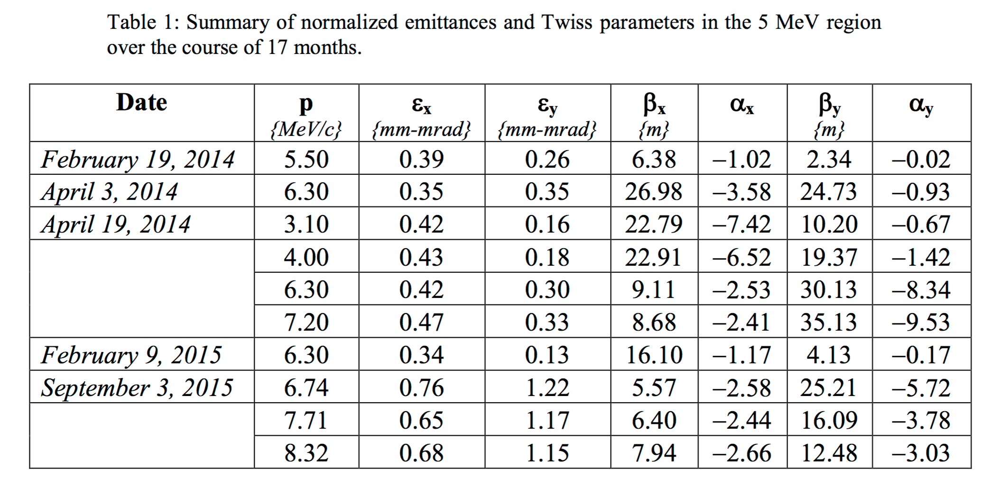 Table 1: Summary of normalized emittances and Twiss parameters in the 5 MeV region
over the course of 17 months.
Date p εx εy βx αx βy αy
{MeV/c} {mm-mrad} {mm-mrad} {m} {m}
February 19, 2014 5.50 0.39 0.26 6.38 –1.02 2.34 –0.02
April 3, 2014 6.30 0.35 0.35 26.98 –3.58 24.73 –0.93
April 19, 2014 3.10 0.42 0.16 22.79 –7.42 10.20 –0.67
4.00 0.43 0.18 22.91 –6.52 19.37 –1.42
6.30 0.42 0.30 9.11 –2.53 30.13 –8.34
7.20 0.47 0.33 8.68 –2.41 35.13 –9.53
February 9, 2015 6.30 0.34 0.13 16.10 –1.17 4.13 –0.17
September 3, 2015 6.74 0.76 1.22 5.57 –2.58 25.21 –5.72
7.71 0.65 1.17 6.40 –2.44 16.09 –3.78
8.32 0.68 1.15 7.94 –2.66 12.48 –3.03